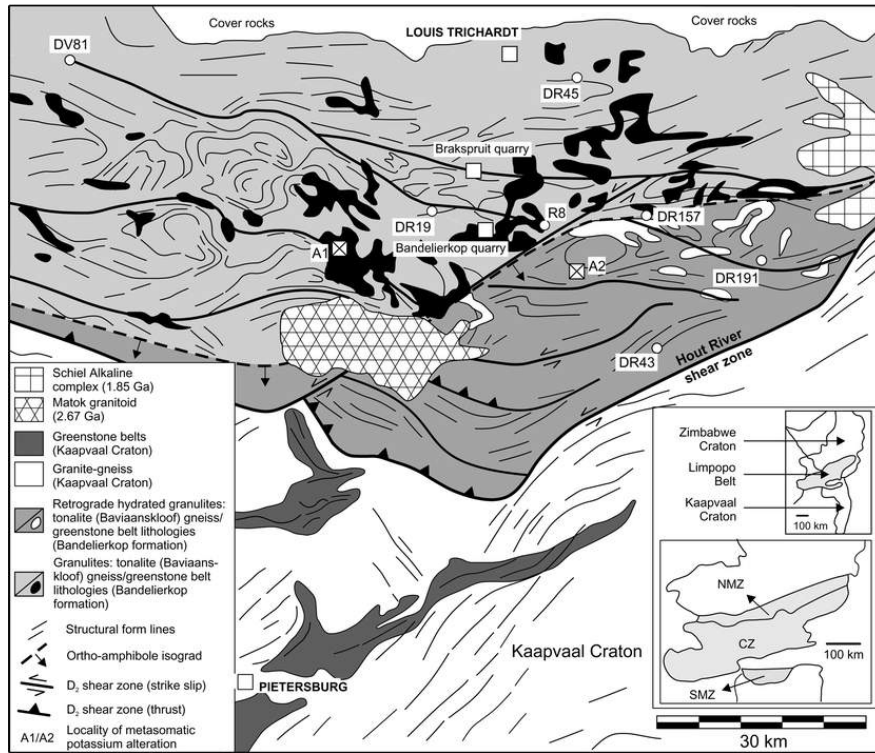 Cover rocks
Cover rocks
LOUIS TRICHARDT
DV81
DR45
Brakspruit quarry
DR19
R8
DR157
A1
Bandelierkop quarry
A2
DR191
DR43
Hout River
shear zone
Schiel Alkaline
complex (1.85 Ga)
Matok granitoid
(2.67 Ga)
Greenstone belts
(Kaapvaal Craton)
Granite-gneiss
(Kaapvaal Craton)
Retrograde hydrated granulites:
tonalite (Baviaanskloof) gneiss/
greenstone belt lithologies
(Bandelierkop formation)
Granulites: tonalite (Baviaans-
kloof) gneiss/greenstone belt
lithologies (Bandelierkop
formation)
Structural form lines
Ortho-amphibole isograd
D₂ shear zone (strike slip)
D₂ shear zone (thrust)
A1/A2 Locality of metasomatic
potassium alteration
PIETERSBURG
Kaapvaal Craton
Zimbabwe
Craton
Limpopo
Belt
Kaapvaal
Craton
100 km
NMZ
CZ
100 km
SMZ
30 km